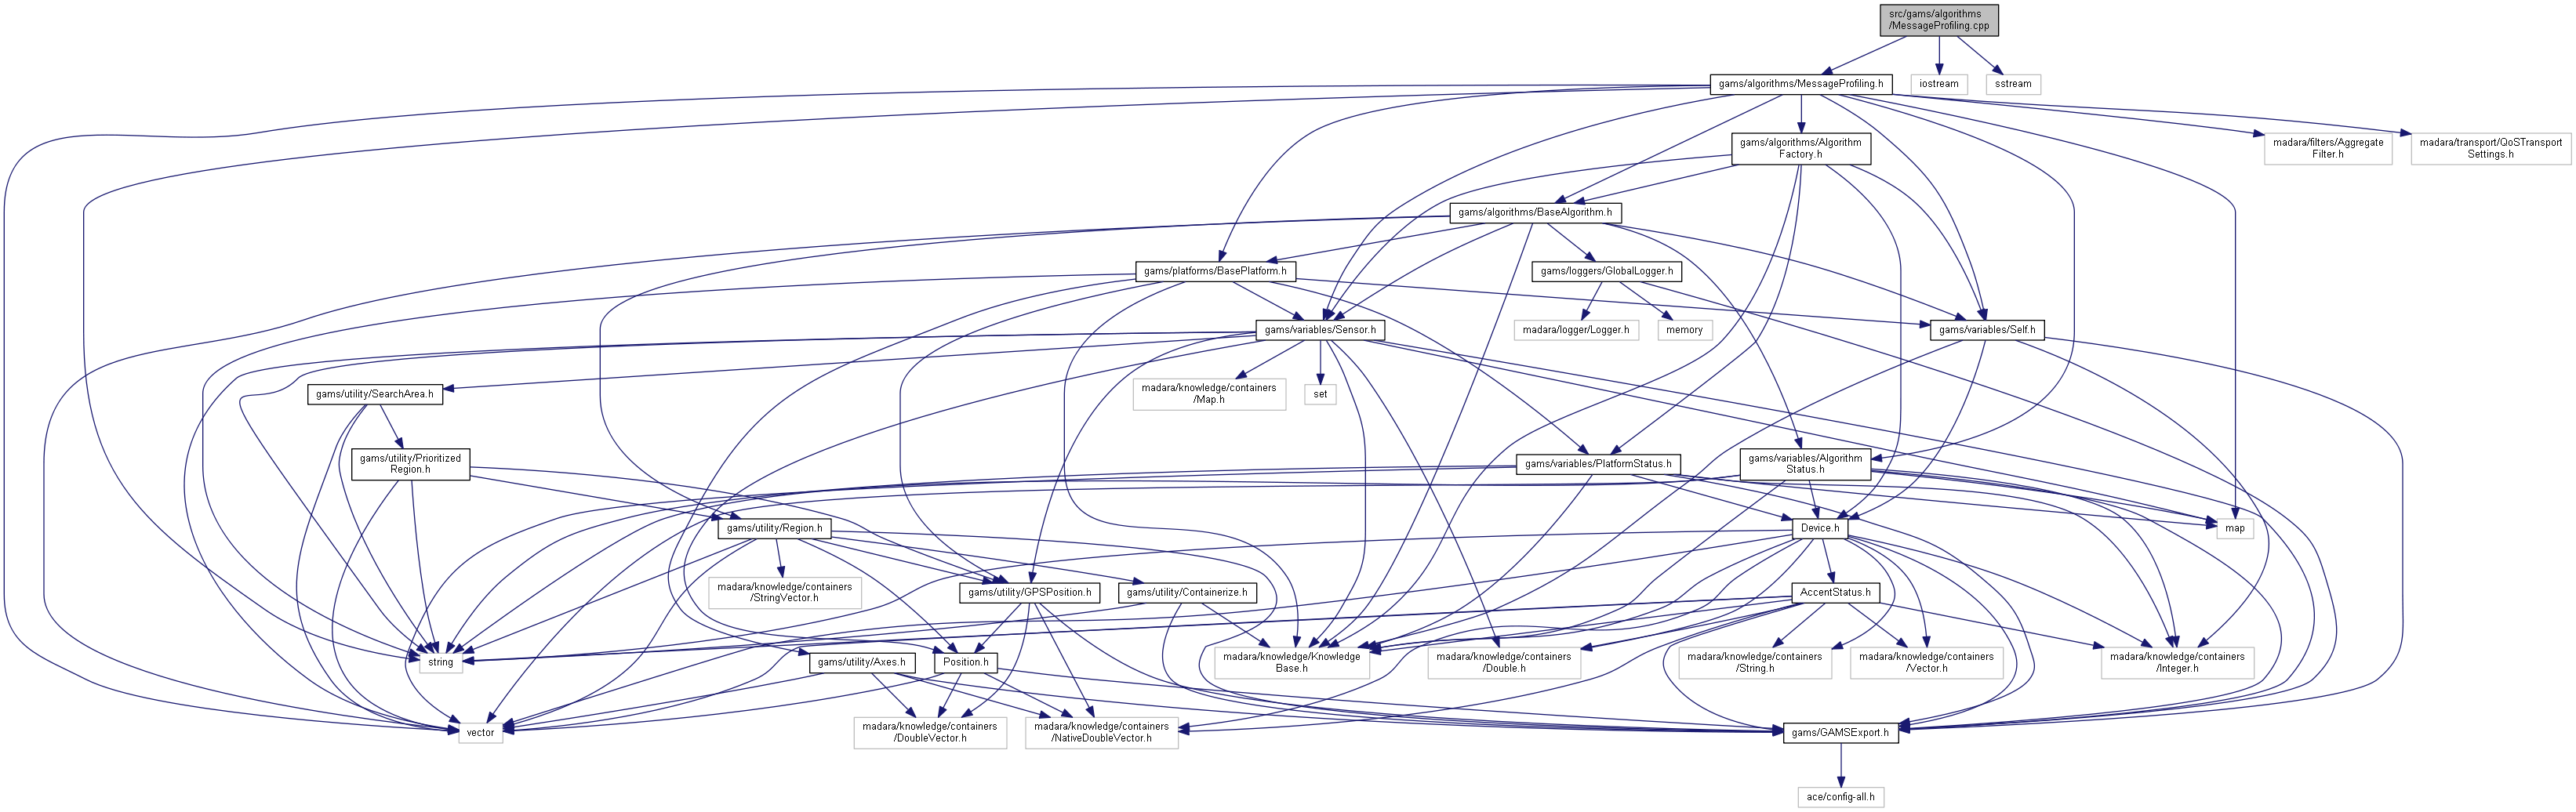 src/gams/algorithms
/MessageProfiling.cpp
gams/algorithms/MessageProfiling.h
iostream
sstream
gams/algorithms/Algorithm
Factory.h
madara/filters/Aggregate
Filter.h
madara/transport/QoSTransport
Settings.h
gams/algorithms/BaseAlgorithm.h
gams/platforms/BasePlatform.h
gams/loggers/GlobalLogger.h
gams/variables/Sensor.h
madara/logger/Logger.h
memory
gams/variables/Self.h
gams/utility/SearchArea.h
madara/knowledge/containers
/Map.h
set
gams/utility/Prioritized
Region.h
gams/variables/PlatformStatus.h
gams/variables/Algorithm
Status.h
gams/utility/Region.h
Device.h
map
madara/knowledge/containers
/StringVector.h
gams/utility/GPSPosition.h
gams/utility/Containerize.h
AccentStatus.h
string
gams/utility/Axes.h
Position.h
madara/knowledge/Knowledge
Base.h
madara/knowledge/containers
/Double.h
madara/knowledge/containers
/String.h
madara/knowledge/containers
/Vector.h
madara/knowledge/containers
/Integer.h
vector
madara/knowledge/containers
/DoubleVector.h
madara/knowledge/containers
/NativeDoubleVector.h
gams/GAMSExport.h
ace/config-all.h